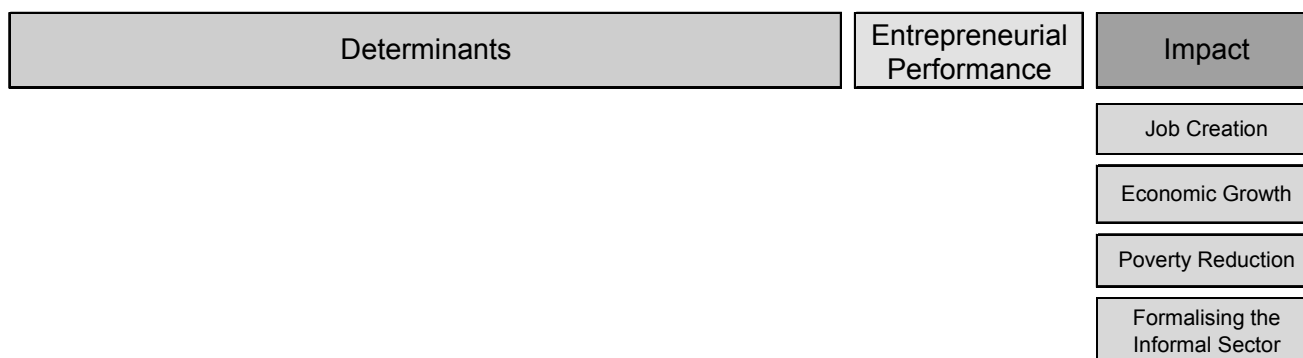 Determinants
Entrepreneurial
Performance
Impact
Job Creation
Economic Growth
Poverty Reduction
Formalising the
Informal Sector